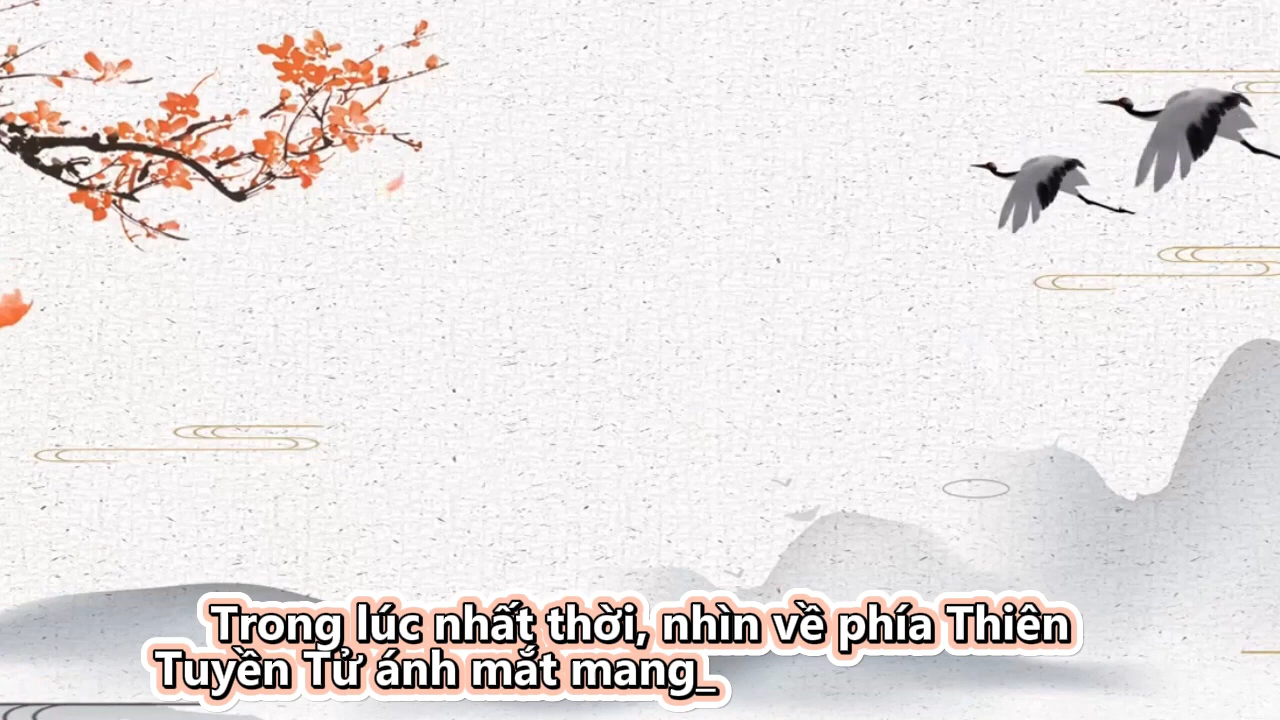 Trong lúc nhất thời, nhìn về phía Thiên
Tuyền Tử ánh mắt mang_